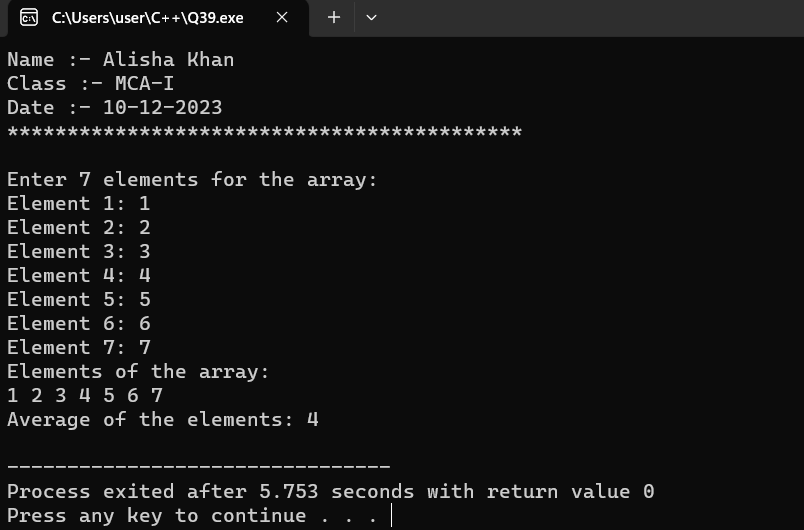 C:\Users\user\C++\Q39.exe
Name :- Alisha Khan
Class :- MCA-I
Date :- 10-12-2023
*******************************************
Enter 7 elements for the array:
Element 1: 1
Element 2: 2
Element 3: 3
Element 4: 4
Element 5: 5
Element 6: 6
Element 7: 7
Elements of the array:
1 2 3 4 5 6 7
Average of the elements: 4
--------------------------------
Process exited after 5.753 seconds with return value 0
Press any key to continue . . .